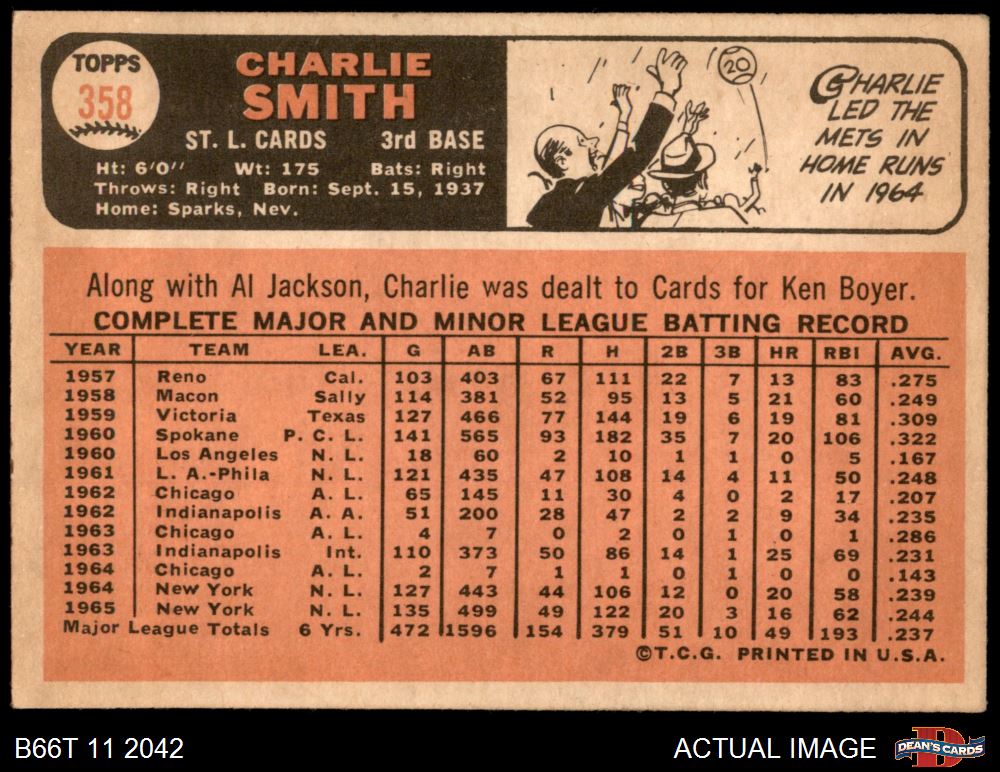 TOPPS
358
CHARLIE
SMITH
ST. L. CARDS 3rd BASE
Ht: 6'0" Wt: 175 Bats: Right
Throws: Right Born: Sept. 15, 1937
Home: Sparks, Nev.
20
CHARLIE
LED THE
METS IN
HOME RUNS
IN 1964
Along with Al Jackson, Charlie was dealt to Cards for Ken Boyer.
COMPLETE MAJOR AND MINOR LEAGUE BATTING RECORD
YEAR TEAM LEA. G AB R H 2B 3B HR RBI AVG.
1957 Reno Cal. 103 403 67 111 22 7 13 83 .275
1958 Macon Sally 114 381 52 95 13 5 21 60 .249
1959 Victoria Texas 127 466 77 144 19 6 19 81 .309
1960 Spokane P. C. L. 141 565 93 182 35 7 20 106 .322
1960 Los Angeles N. L. 18 60 2 10 1 1 0 5 .167
1961 L. A.-Phila N. L. 121 435 47 108 14 4 11 50 .248
1962 Chicago A. L. 65 145 11 30 4 0 2 17 .207
1962 Indianapolis A. A. 51 200 28 47 2 2 9 34 .235
1963 Chicago A. L. 4 7 0 2 0 1 0 1 .286
1963 Indianapolis Int. 110 373 50 86 14 1 25 69 .231
1964 Chicago A. L. 2 7 1 1 0 1 0 0 .143
1964 New York N. L. 127 443 44 106 12 0 20 58 .239
1965 New York N. L. 135 499 49 122 20 3 16 62 .244
Major League Totals 6 Yrs. 472 1596 154 379 51 10 49 193 .237
©T.C.G. PRINTED IN U.S.A.
B66T 11 2042 ACTUAL IMAGE
D
DEAN'S CARDS